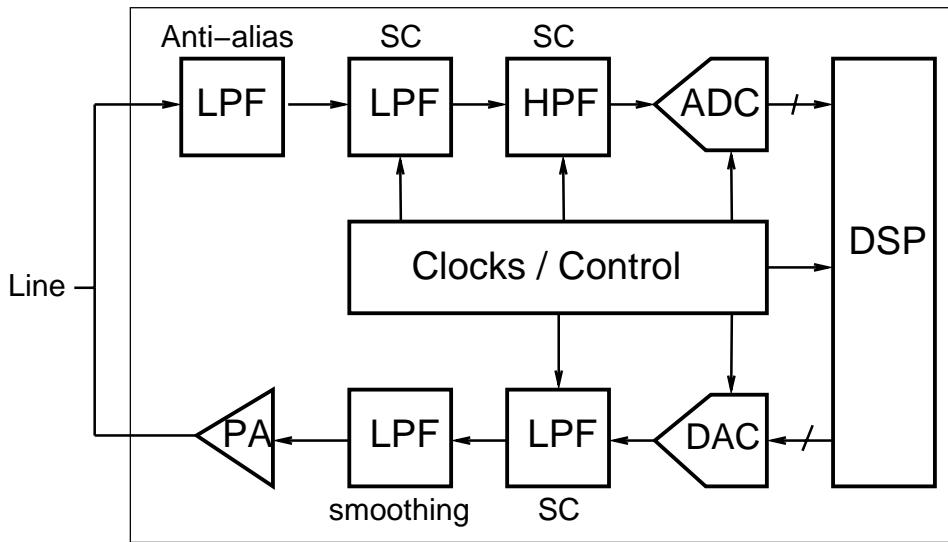 Anti−alias
SC
SC
LPF
LPF
HPF
ADC
DSP
Clocks / Control
Line
PA
LPF
LPF
DAC
smoothing
SC